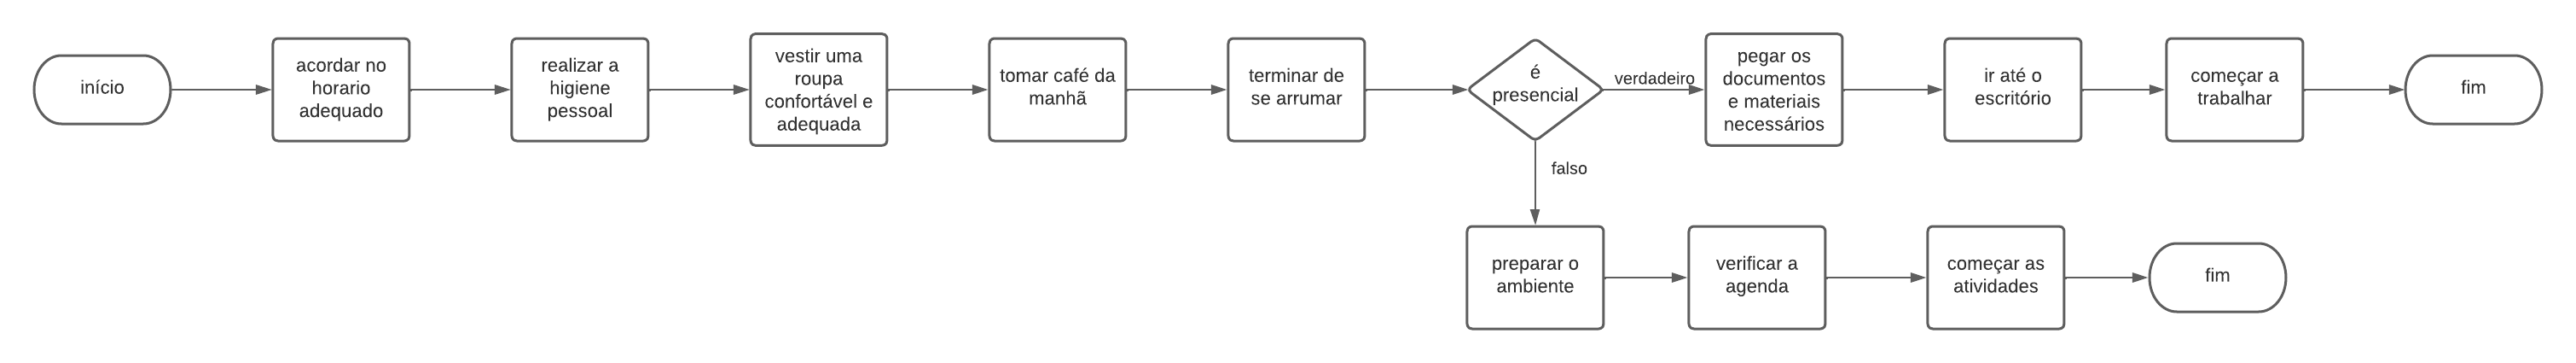 início
acordar no
horario
adequado
realizar a
higiene
pessoal
vestir uma
roupa
confortável e
adequada
tomar café da
manhã
terminar de
se arrumar
é
presencial
verdadeiro
pegar os
documentos
e materiais
necessários
ir até o
escritório
começar a
trabalhar
fim
falso
preparar o
ambiente
verificar a
agenda
começar as
atividades
fim